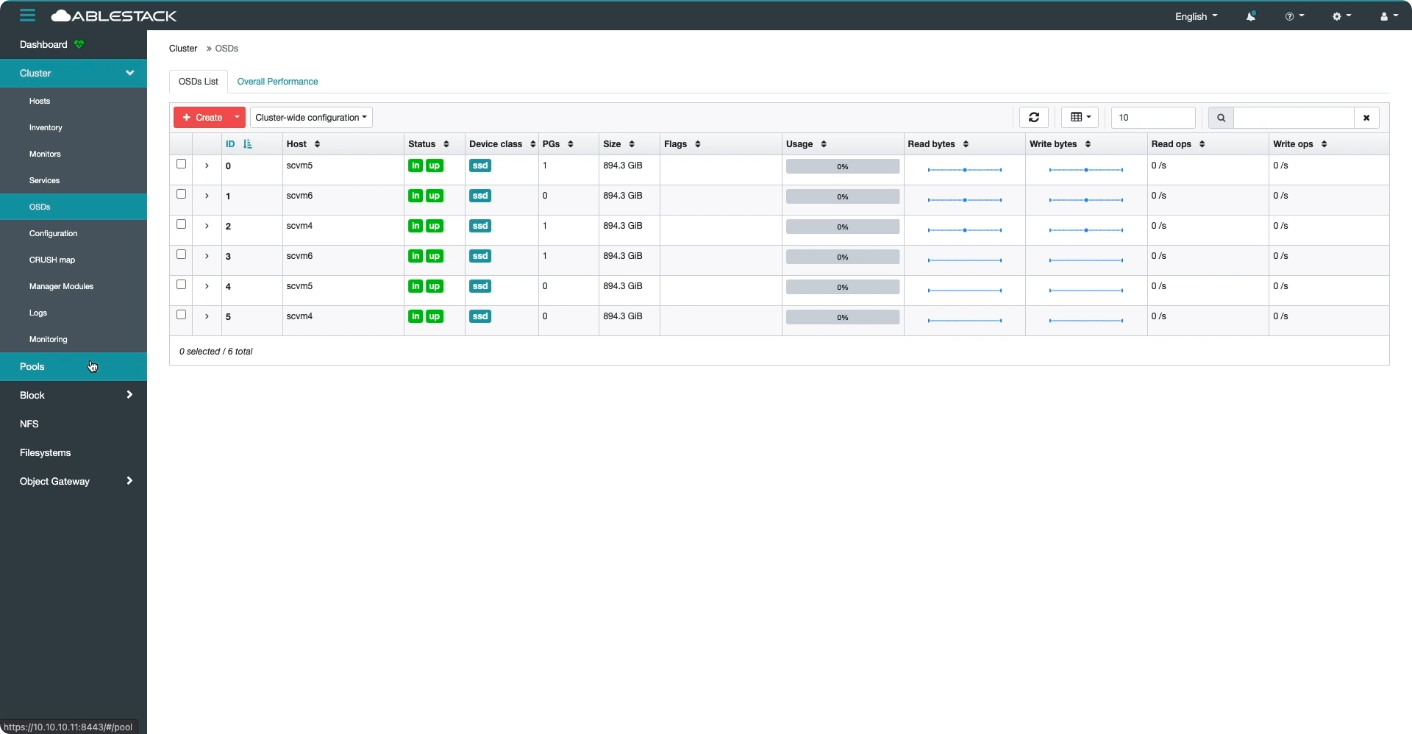 ABLESTACK English
Dashboard
Cluster
Hosts
Inventory
Monitors
Services
OSDs
Configuration
CRUSH map
Manager Modules
Logs
Monitoring
Pools
Block
NFS
Filesystems
Object Gateway
https://10.10.10.11:8443/#/pool
Cluster » OSDs
OSDs List Overall Performance
+ Create Cluster-wide configuration 10
ID Host Status Device class PGs Size Flags Usage Read bytes Write bytes Read ops Write ops
0 scvm5 in up ssd 1 894.3 GiB 0% 0 /s 0 /s
1 scvm6 in up ssd 0 894.3 GiB 0% 0 /s 0 /s
2 scvm4 in up ssd 1 894.3 GiB 0% 0 /s 0 /s
3 scvm6 in up ssd 1 894.3 GiB 0% 0 /s 0 /s
4 scvm5 in up ssd 0 894.3 GiB 0% 0 /s 0 /s
5 scvm4 in up ssd 0 894.3 GiB 0% 0 /s 0 /s
0 selected / 6 total